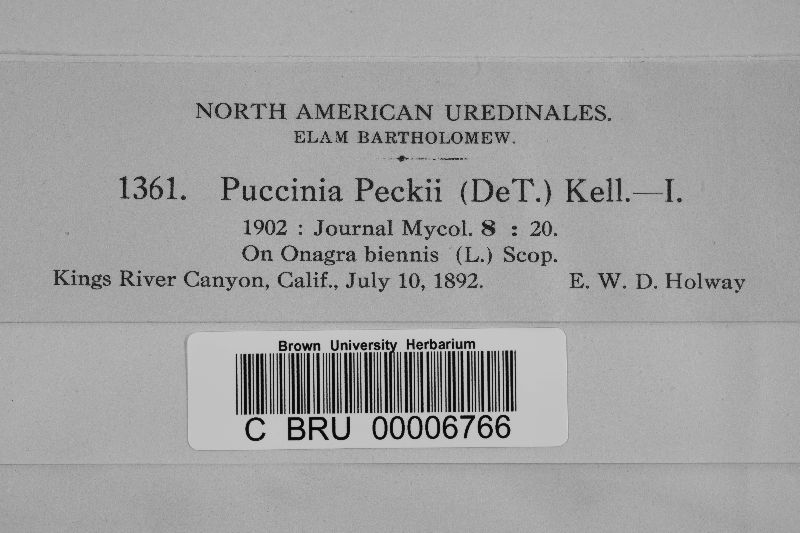 NORTH AMERICAN UREDINALES.
ELAM BARTHOLOMEW.
1361. Puccinia Peckii (DeT.) Kell.—I.
1902 : Journal Mycol. 8 : 20.
On Onagra biennis (L.) Scop.
Kings River Canyon, Calif., July 10, 1892. E. W. D. Holway
Brown University Herbarium
C BRU 00006766